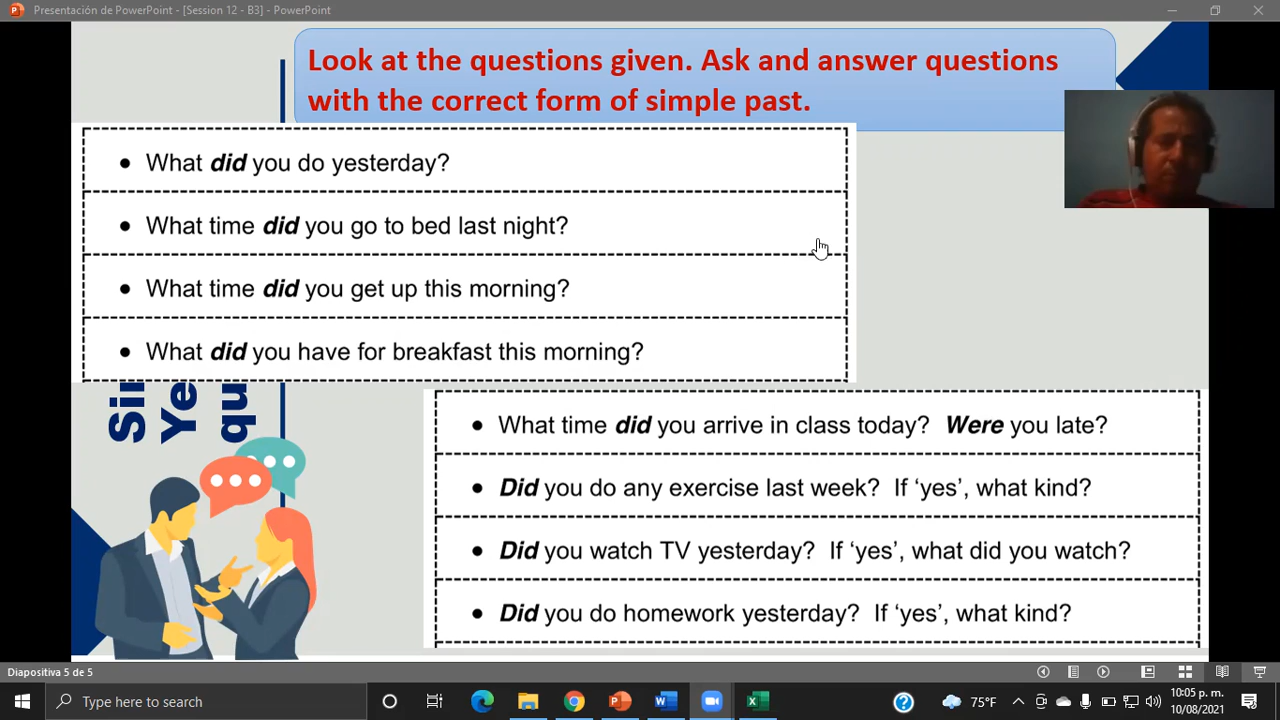 Presentación de PowerPoint - [Session 12 - B3] - PowerPoint
Look at the questions given. Ask and answer questions
with the correct form of simple past.
• What did you do yesterday?
• What time did you go to bed last night?
• What time did you get up this morning?
• What did you have for breakfast this morning?
Sin
Ye
qu
• What time did you arrive in class today? Were you late?
• Did you do any exercise last week? If ‘yes’, what kind?
• Did you watch TV yesterday? If ‘yes’, what did you watch?
• Did you do homework yesterday? If ‘yes’, what kind?
Diapositiva 5 de 5
Type here to search
75°F
10:05 p. m.
10/08/2021